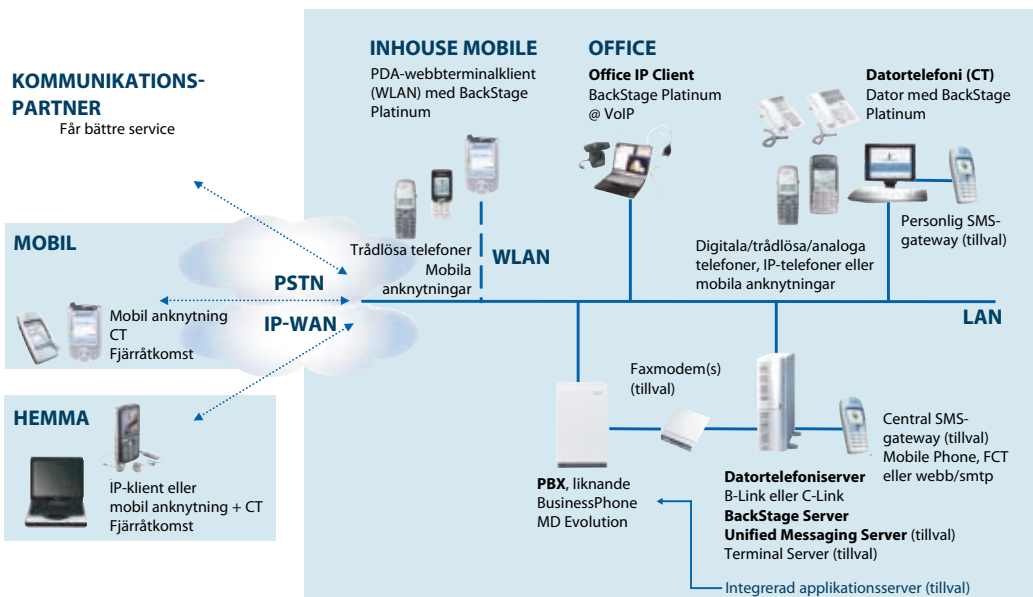 KOMMUNIKATIONS-
PARTNER
Får bättre service
MOBIL
Mobil anknytning
CT
Fjärråtkomst
HEMMA
IP-klient eller
mobil anknytning + CT
Fjärråtkomst
PSTN
IP-WAN
INHOUSE MOBILE
PDA-webbterminalklient
(WLAN) med BackStage
Platinum
Trådlösa telefoner
Mobila
anknytningar
WLAN
OFFICE
Office IP Client
BackStage Platinum
@ VoIP
Datortelefoni (CT)
Dator med BackStage
Platinum
Personlig SMS-
gateway (tillval)
Digitala/trådlösa/analoga
telefoner, IP-telefoner eller
mobila anknytningar
LAN
Faxmodem(s)
(tillval)
PBX, liknande
BusinessPhone
MD Evolution
Datortelefoniserver
B-Link eller C-Link
BackStage Server
Unified Messaging Server (tillval)
Terminal Server (tillval)
Central SMS-
gateway (tillval)
Mobile Phone, FCT
eller webb/smtp
Integrerad applikationsserver (tillval)